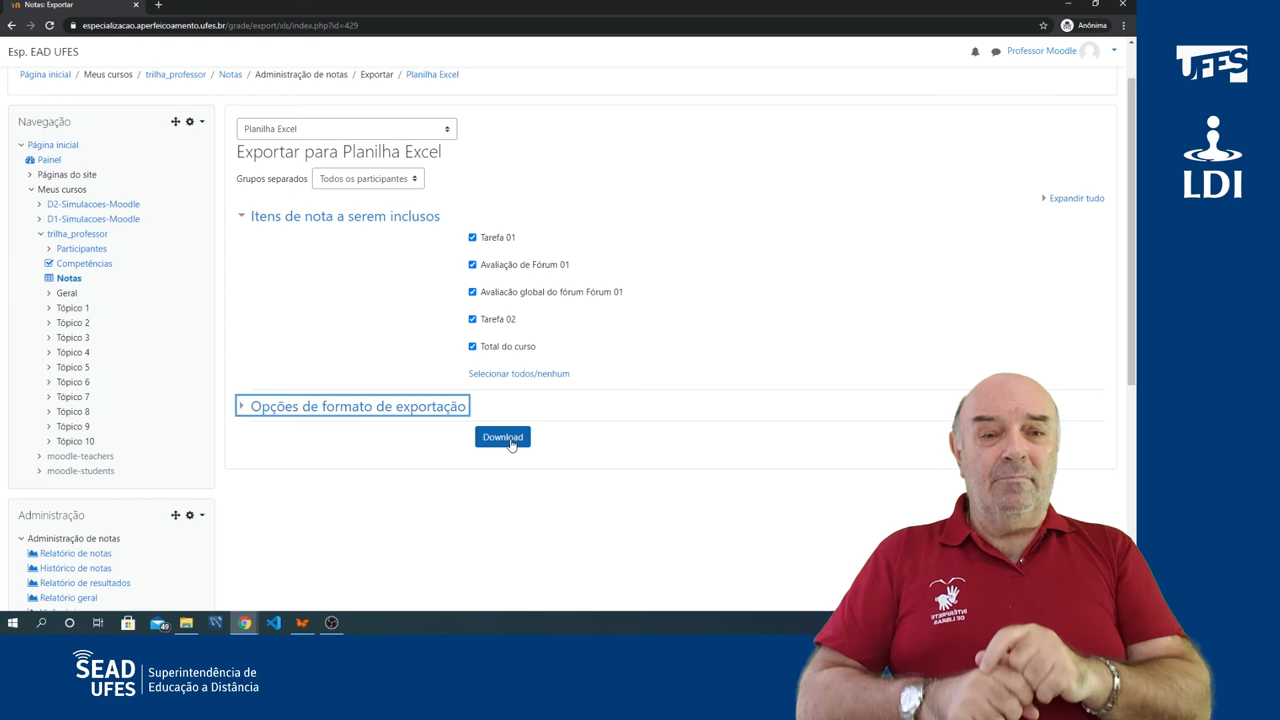 Notas: Exportar
especializacao.aperfeicoamento.ufes.br/grade/export/xls/index.php?id=429
Anônima
Esp. EAD UFES
Professor Moodle
Página inicial / Meus cursos / trilha_professor / Notas / Administração de notas / Exportar / Planilha Excel
Navegação
Página inicial
Painel
Páginas do site
Meus cursos
D2-Simulacoes-Moodle
D1-Simulacoes-Moodle
trilha_professor
Participantes
Competências
Notas
Geral
Tópico 1
Tópico 2
Tópico 3
Tópico 4
Tópico 5
Tópico 6
Tópico 7
Tópico 8
Tópico 9
Tópico 10
moodle-teachers
moodle-students
Administração
Administração de notas
Relatório de notas
Histórico de notas
Relatório de resultados
Relatório geral
Planilha Excel
Exportar para Planilha Excel
Grupos separados Todos os participantes
Expandir tudo
Itens de nota a serem inclusos
Tarefa 01
Avaliação de Fórum 01
Avaliacão global do fórum Fórum 01
Tarefa 02
Total do curso
Selecionar todos/nenhum
Opções de formato de exportação
Download
UFES
LDI
INTÉRPRETE
DE LIBRAS
49
SEAD
UFES
Superintendência de
Educação a Distância